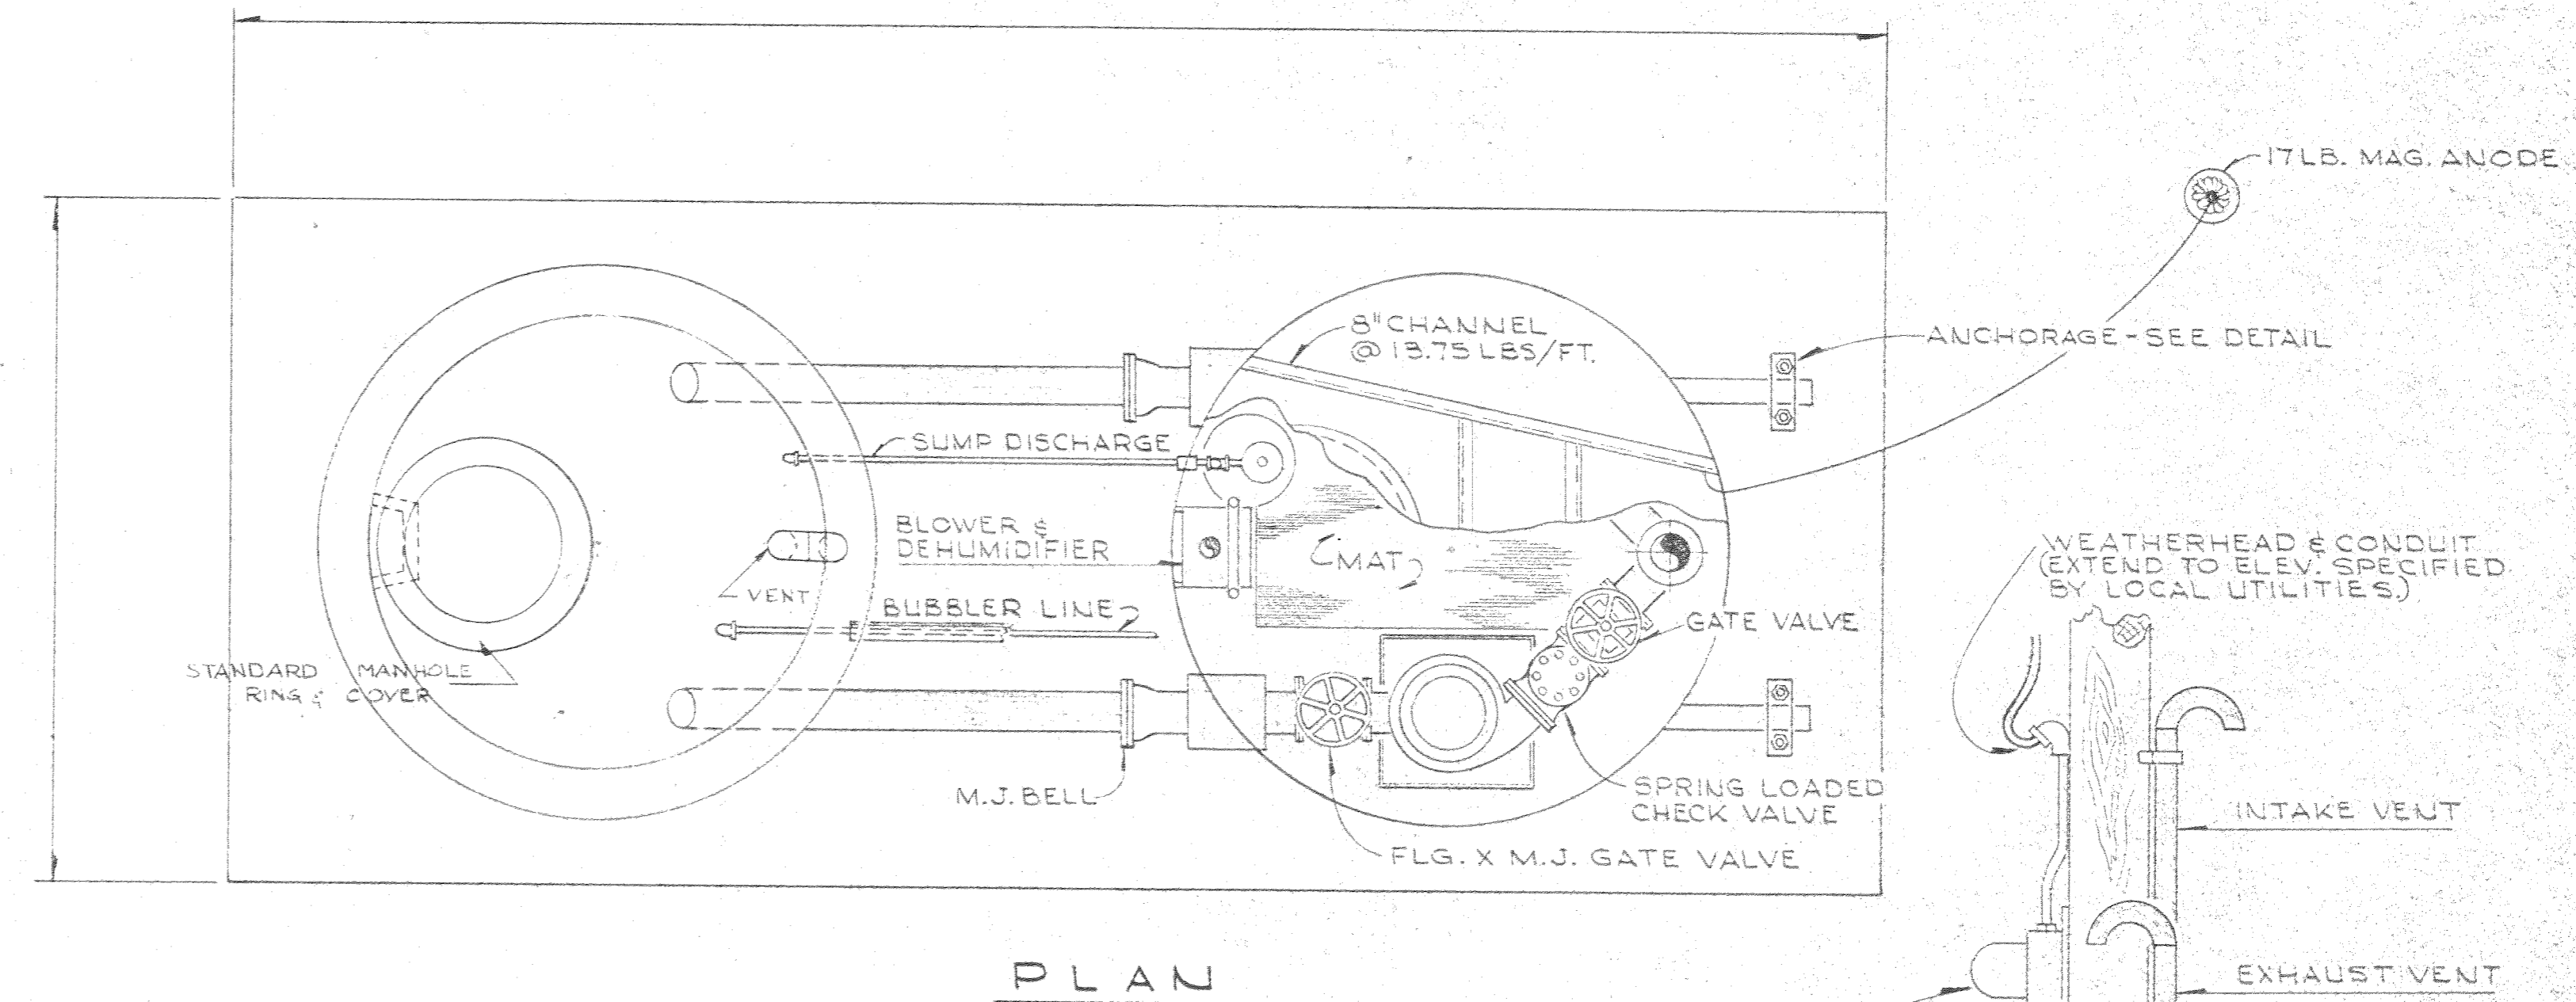 17 LB. MAG. ANODE
8" CHANNEL
@ 13.75 LBS/FT.
ANCHORAGE-SEE DETAIL
SUMP DISCHARGE
BLOWER &
DEHUMIDIFIER
MAT
WEATHERHEAD & CONDUIT
(EXTEND TO ELEV. SPECIFIED
BY LOCAL UTILITIES.)
VENT
BUBBLER LINE
GATE VALVE
STANDARD MANHOLE
RING & COVER
M.J. BELL
SPRING LOADED
CHECK VALVE
INTAKE VENT
FLG. X M.J. GATE VALVE
PLAN
EXHAUST VENT